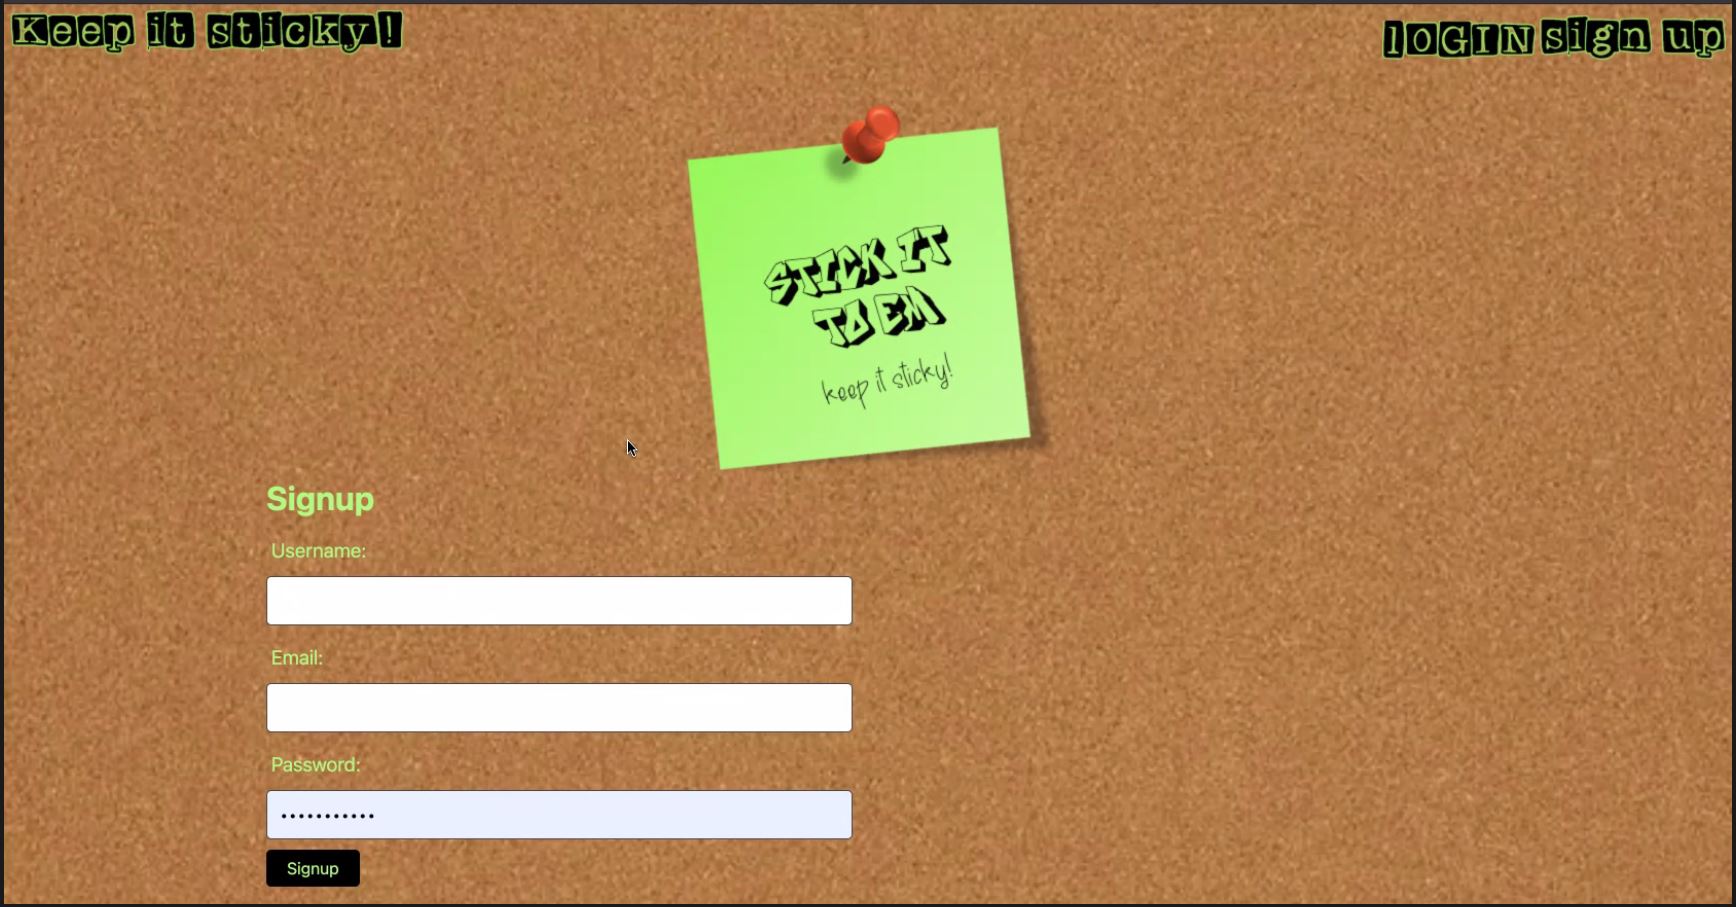 Keep it sticky!
lOGIN sign up
STICK IT
TO EM
keep it sticky!
Signup
Username:
Email:
Password:
•••••••••••
Signup